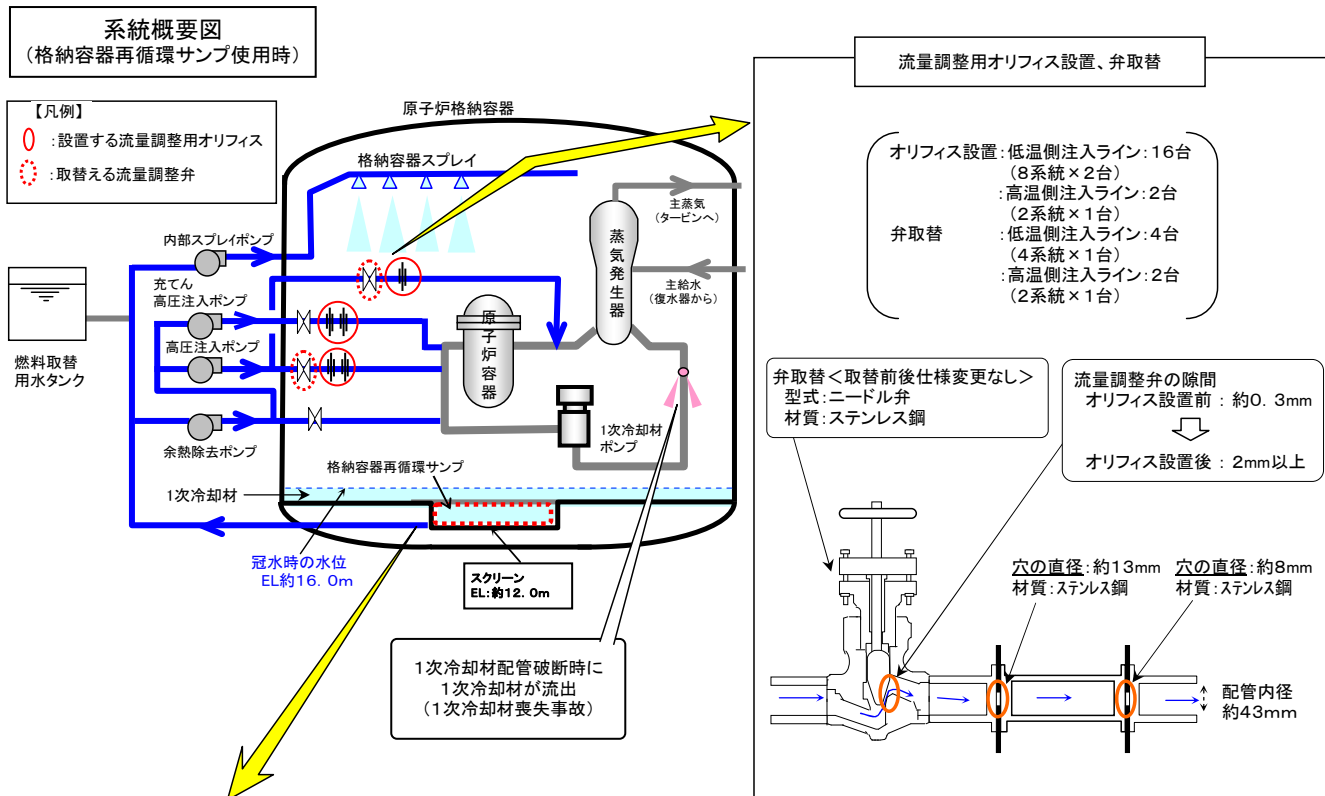 系統概要図
(格納容器再循環サンプ使用時)
【凡例】
:設置する流量調整用オリフィス
:取替える流量調整弁
原子炉格納容器
格納容器スプレイ
内部スプレイポンプ
充てん
高圧注入ポンプ
高圧注入ポンプ
余熱除去ポンプ
燃料取替
用水タンク
主蒸気
(タービンへ)
主給水
(復水器から)
蒸気発生器
原子炉容器
1次冷却材
ポンプ
格納容器再循環サンプ
1次冷却材
冠水時の水位
EL約16.0m
スクリーン
EL:約12.0m
1次冷却材配管破断時に
1次冷却材が流出
(1次冷却材喪失事故)
流量調整用オリフィス設置、弁取替
オリフィス設置:低温側注入ライン:16台
(8系統×2台)
:高温側注入ライン:2台
(2系統×1台)
弁取替 :低温側注入ライン:4台
(4系統×1台)
:高温側注入ライン:2台
(2系統×1台)
弁取替<取替前後仕様変更なし>
型式:ニードル弁
材質:ステンレス鋼
流量調整弁の隙間
オリフィス設置前 : 約0.3mm
オリフィス設置後 : 2mm以上
穴の直径:約13mm
材質:ステンレス鋼
穴の直径:約8mm
材質:ステンレス鋼
配管内径
約43mm